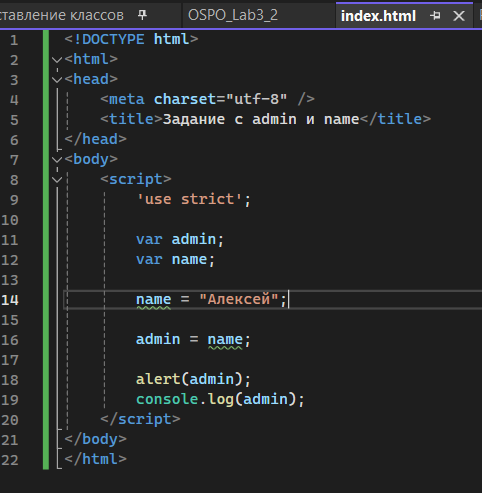 ставление классов OSPO_Lab3_2 index.html
1 <!DOCTYPE html>
2 <html>
3 <head>
4 <meta charset="utf-8" />
5 <title>Задание с admin и name</title>
6 </head>
7 <body>
8 <script>
9 'use strict';
10
11 var admin;
12 var name;
13
14 name = "Алексей";
15
16 admin = name;
17
18 alert(admin);
19 console.log(admin);
20 </script>
21 </body>
22 </html>